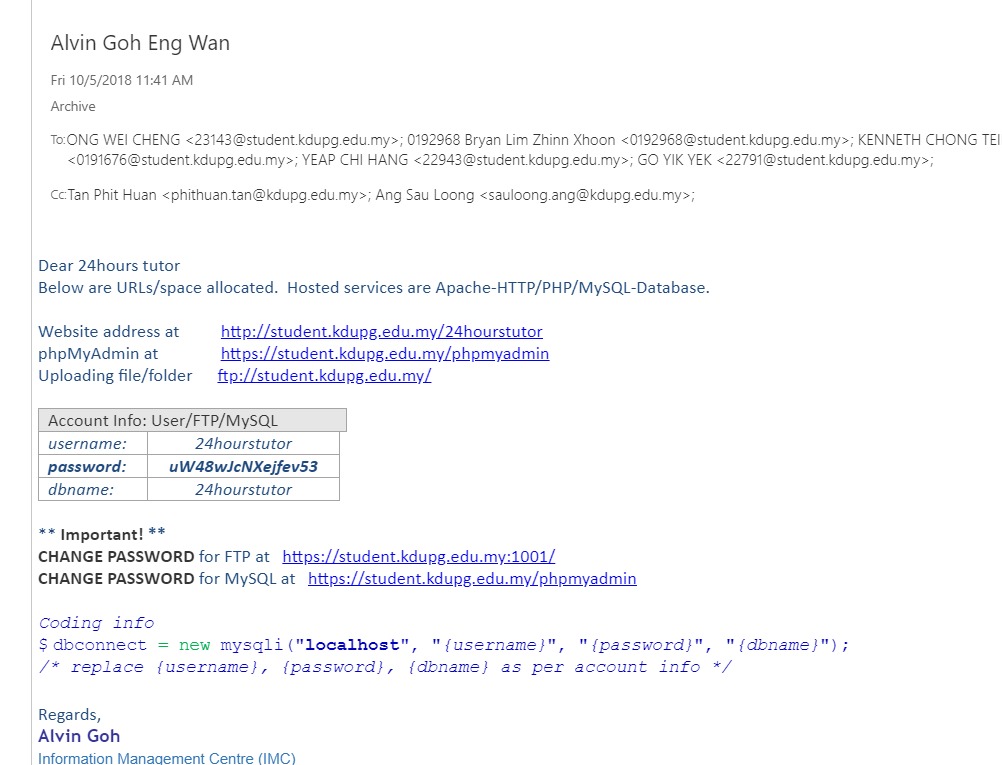 Alvin Goh Eng Wan
Fri 10/5/2018 11:41 AM
Archive
To:ONG WEI CHENG <23143@student.kdupg.edu.my>; 0192968 Bryan Lim Zhinn Xhoon <0192968@student.kdupg.edu.my>; KENNETH CHONG TEI
<0191676@student.kdupg.edu.my>; YEAP CHI HANG <22943@student.kdupg.edu.my>; GO YIK YEK <22791@student.kdupg.edu.my>;
Cc:Tan Phit Huan <phithuan.tan@kdupg.edu.my>; Ang Sau Loong <sauloong.ang@kdupg.edu.my>;
Dear 24hours tutor
Below are URLs/space allocated.  Hosted services are Apache-HTTP/PHP/MySQL-Database.
Website address at http://student.kdupg.edu.my/24hourstutor
phpMyAdmin at https://student.kdupg.edu.my/phpmyadmin
Uploading file/folder ftp://student.kdupg.edu.my/
Account Info: User/FTP/MySQL
username: 24hourstutor
password: uW48wJcNXejfev53
dbname: 24hourstutor
** Important! **
CHANGE PASSWORD for FTP at https://student.kdupg.edu.my:1001/
CHANGE PASSWORD for MySQL at https://student.kdupg.edu.my/phpmyadmin
Coding info
$dbconnect = new mysqli("localhost", "{username}", "{password}", "{dbname}");
/* replace {username}, {password}, {dbname} as per account info */
Regards,
Alvin Goh
Information Management Centre (IMC)